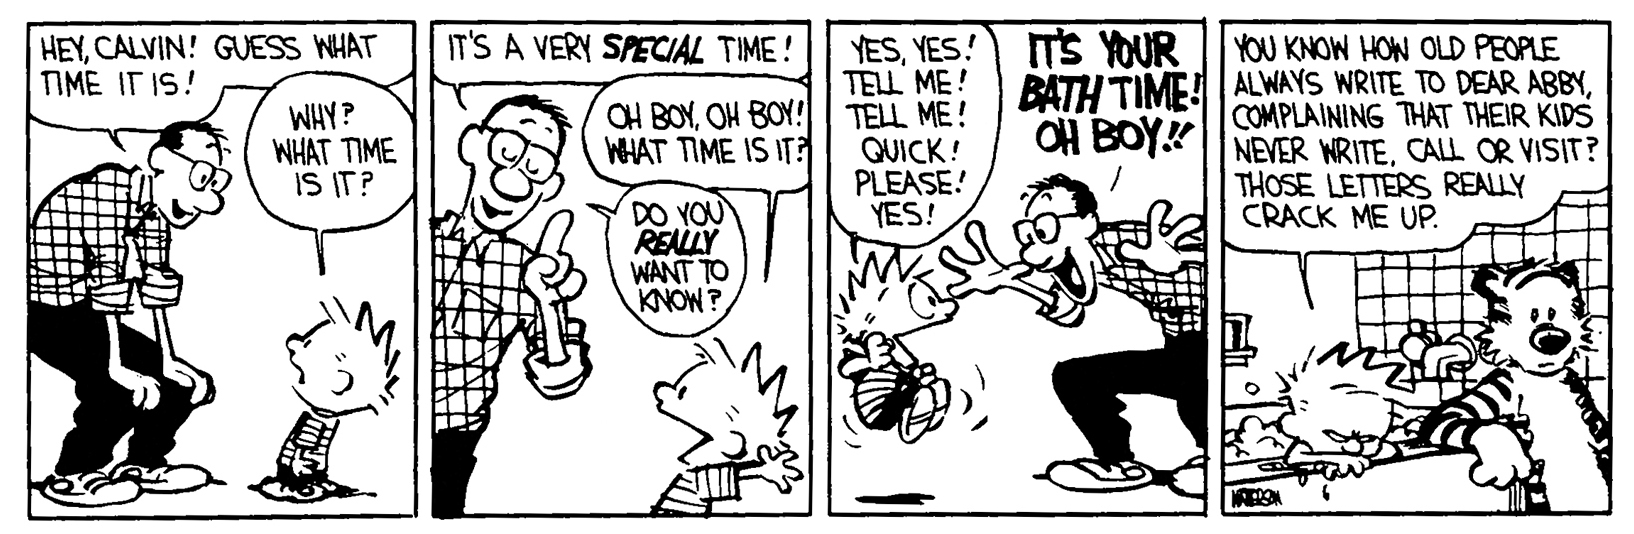 HEY, CALVIN! GUESS WHAT
TIME IT IS!
WHY?
WHAT TIME
IS IT?
IT'S A VERY SPECIAL TIME!
OH BOY, OH BOY!
WHAT TIME IS IT?
DO YOU
REALLY
WANT TO
KNOW?
YES, YES!
TELL ME!
TELL ME!
QUICK!
PLEASE!
YES!
IT'S YOUR
BATH TIME!
OH BOY!!
YOU KNOW HOW OLD PEOPLE
ALWAYS WRITE TO DEAR ABBY,
COMPLAINING THAT THEIR KIDS
NEVER WRITE, CALL OR VISIT?
THOSE LETTERS REALLY
CRACK ME UP.
WATTERSON